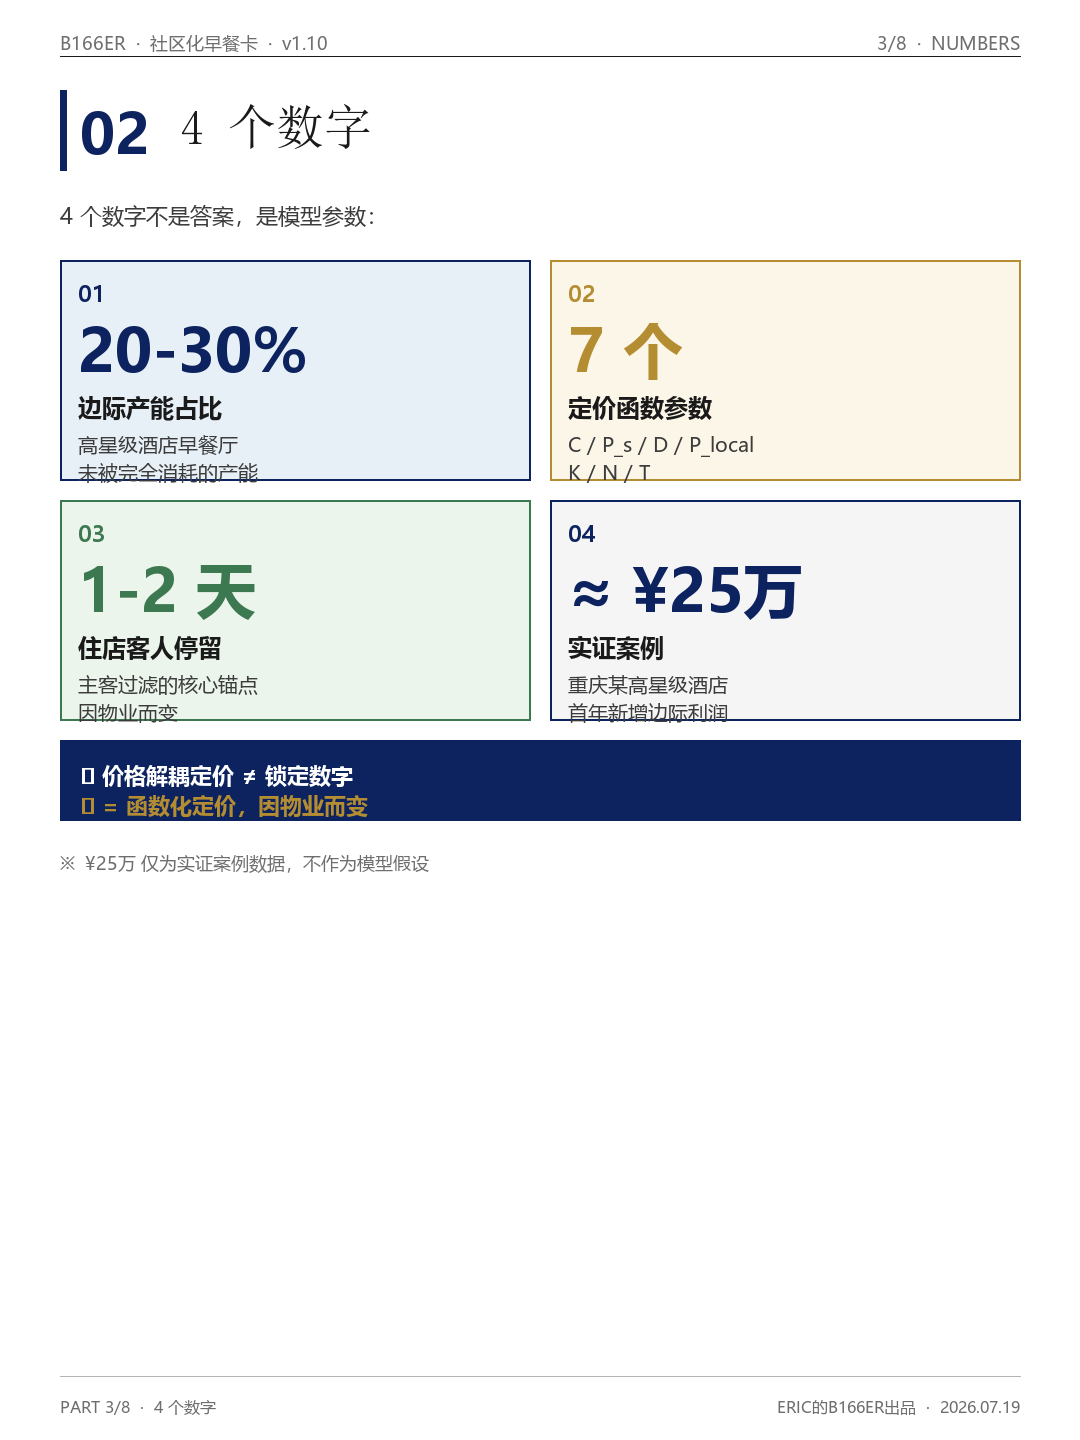 B166ER · 社区化早餐卡 · v1.10
3/8 · NUMBERS
02 4 个数字
4 个数字不是答案，是模型参数：
01
20-30%
边际产能占比
高星级酒店早餐厅
未被完全消耗的产能
02
7 个
定价函数参数
C / P_s / D / P_local
K / N / T
03
1-2 天
住店客人停留
主客过滤的核心锚点
因物业而变
04
≈ ¥25万
实证案例
重庆某高星级酒店
首年新增边际利润
价格解耦定价 ≠ 锁定数字
= 函数化定价，因物业而变
※ ¥25万 仅为实证案例数据，不作为模型假设
PART 3/8 · 4 个数字
ERIC的B166ER出品 · 2026.07.19